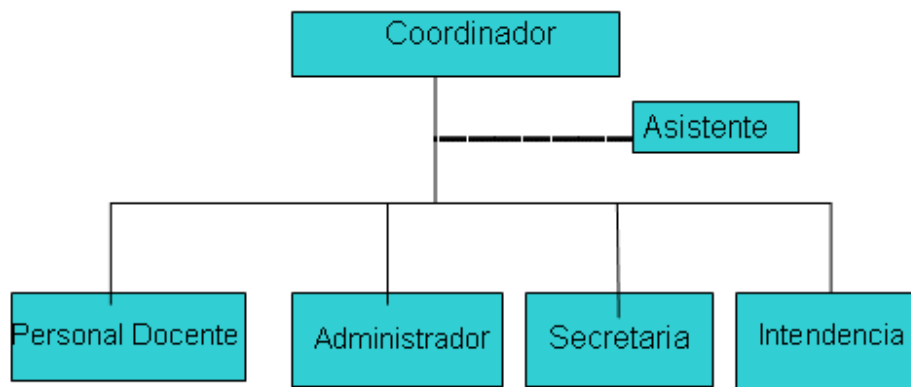 Coordinador
Asistente
Personal Docente
Administrador
Secretaria
Intendencia